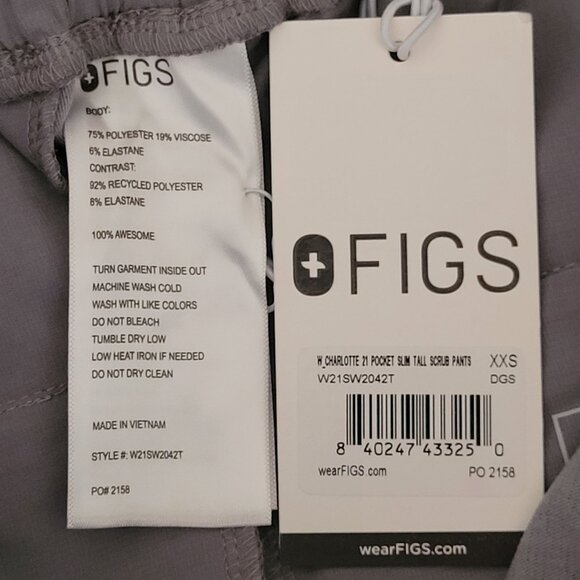 FIGS
BODY:
75% POLYESTER 19% VISCOSE
6% ELASTANE
CONTRAST:
92% RECYCLED POLYESTER
8% ELASTANE
100% AWESOME
TURN GARMENT INSIDE OUT
MACHINE WASH COLD
WASH WITH LIKE COLORS
DO NOT BLEACH
TUMBLE DRY LOW
LOW HEAT IRON IF NEEDED
DO NOT DRY CLEAN
MADE IN VIETNAM
STYLE #: W21SW2042T
PO# 2158
FIGS
W_CHARLOTTE 21 POCKET SLIM TALL SCRUB PANTS XXS
W21SW2042T DGS
8 40247 43325 0
wearFIGS.com PO 2158
wearFIGS.com